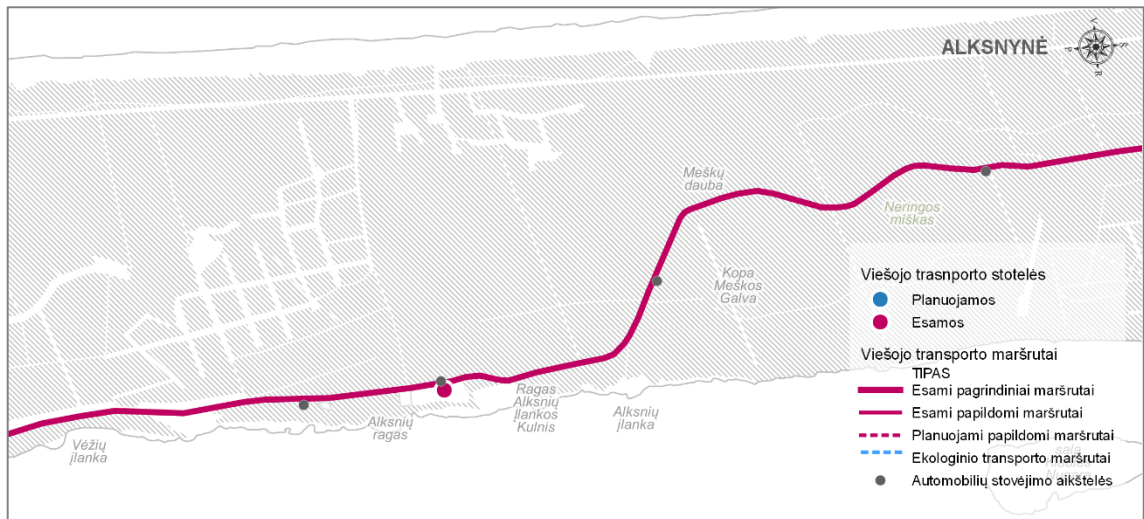 ALKSNYNĖ
V
Š
P
R
Meškų
dauba
Neringos
miškas
Kopa
Meškos
Galva
Viešojo trasnporto stotelės
Planuojamos
Esamos
Viešojo transporto maršrutai
TIPAS
Esami pagrindiniai maršrutai
Esami papildomi maršrutai
Planuojami papildomi maršrutai
Ekologinio transporto maršrutai
Automobilių stovėjimo aikštelės
Ragas
Alksnių
Įlankos
Kulnis
Alksnių
įlanka
Alksnių
ragas
Vėžių
įlanka
sala